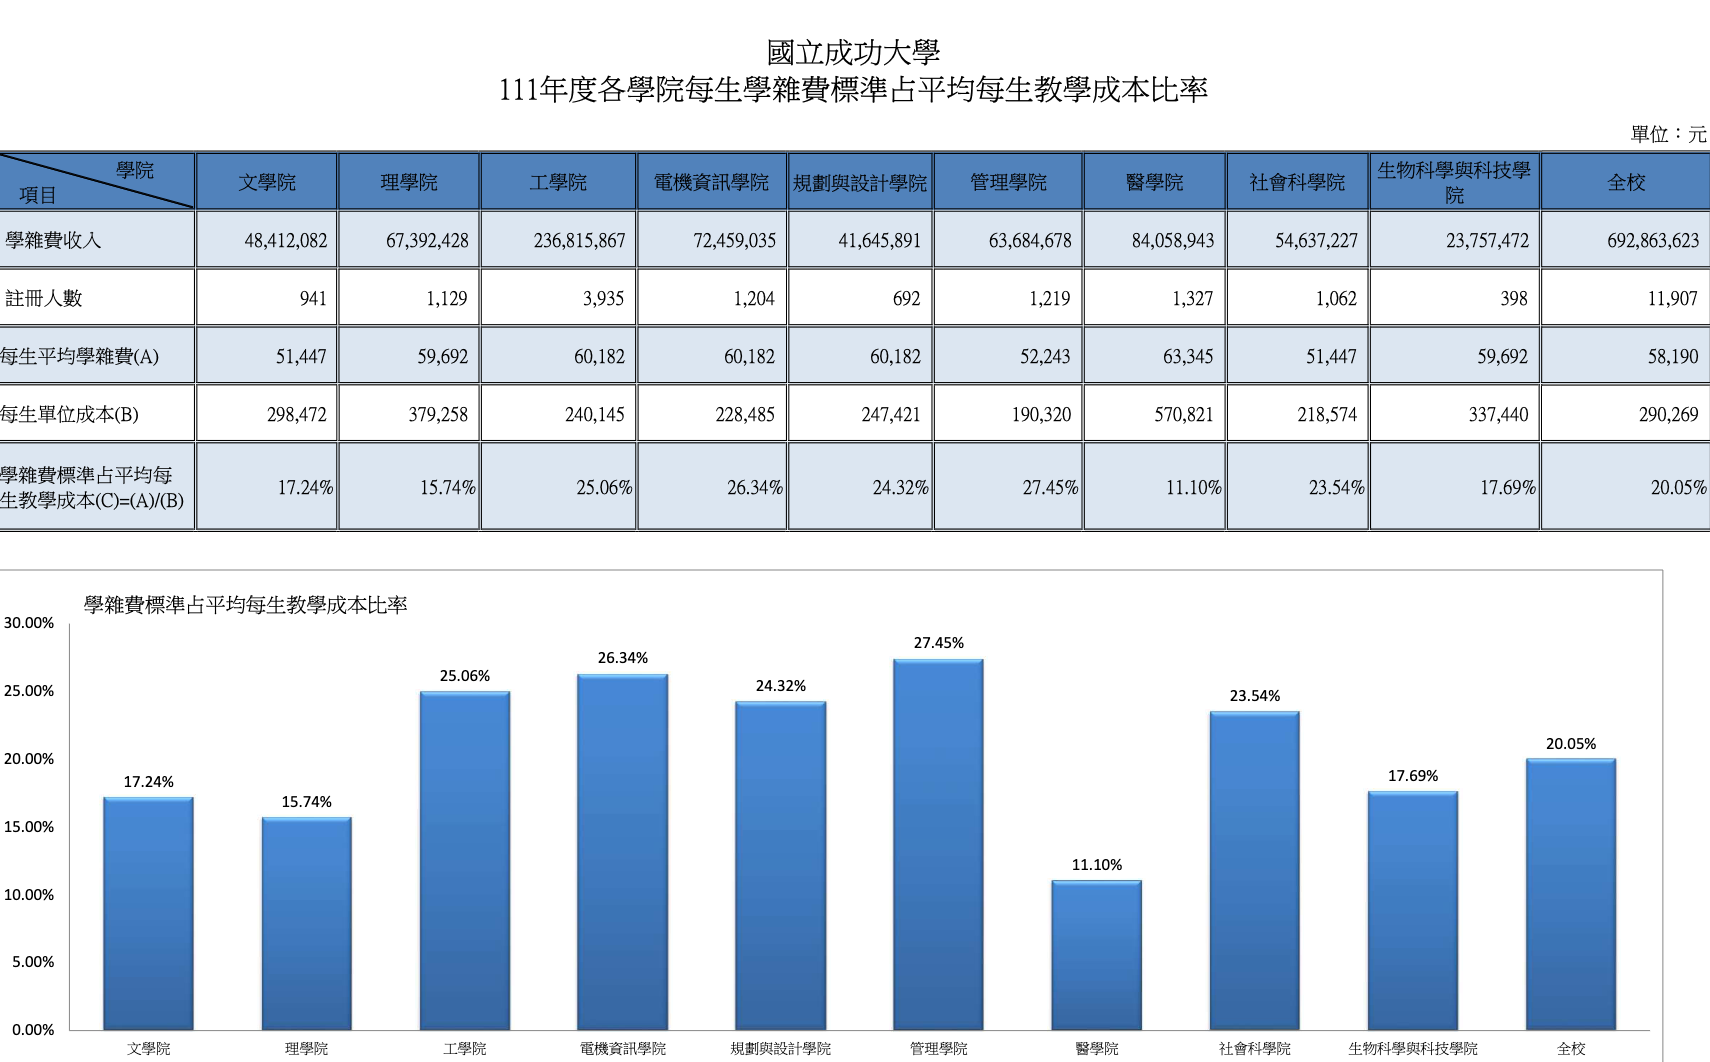 國立成功大學
111年度各學院每生學雜費標準占平均每生教學成本比率
單位：元
學院
項目
文學院 理學院 工學院 電機資訊學院 規劃與設計學院 管理學院 醫學院 社會科學院 生物科學與科技學院 全校
學雜費收入 48,412,082 67,392,428 236,815,867 72,459,035 41,645,891 63,684,678 84,058,943 54,637,227 23,757,472 692,863,623
註冊人數 941 1,129 3,935 1,204 692 1,219 1,327 1,062 398 11,907
每生平均學雜費(A) 51,447 59,692 60,182 60,182 60,182 52,243 63,345 51,447 59,692 58,190
每生單位成本(B) 298,472 379,258 240,145 228,485 247,421 190,320 570,821 218,574 337,440 290,269
學雜費標準占平均每
生教學成本(C)=(A)/(B) 17.24% 15.74% 25.06% 26.34% 24.32% 27.45% 11.10% 23.54% 17.69% 20.05%
學雜費標準占平均每生教學成本比率
30.00%
25.00%
20.00%
15.00%
10.00%
5.00%
0.00%
17.24% 15.74% 25.06% 26.34% 24.32% 27.45% 11.10% 23.54% 17.69% 20.05%
文學院 理學院 工學院 電機資訊學院 規劃與設計學院 管理學院 醫學院 社會科學院 生物科學與科技學院 全校